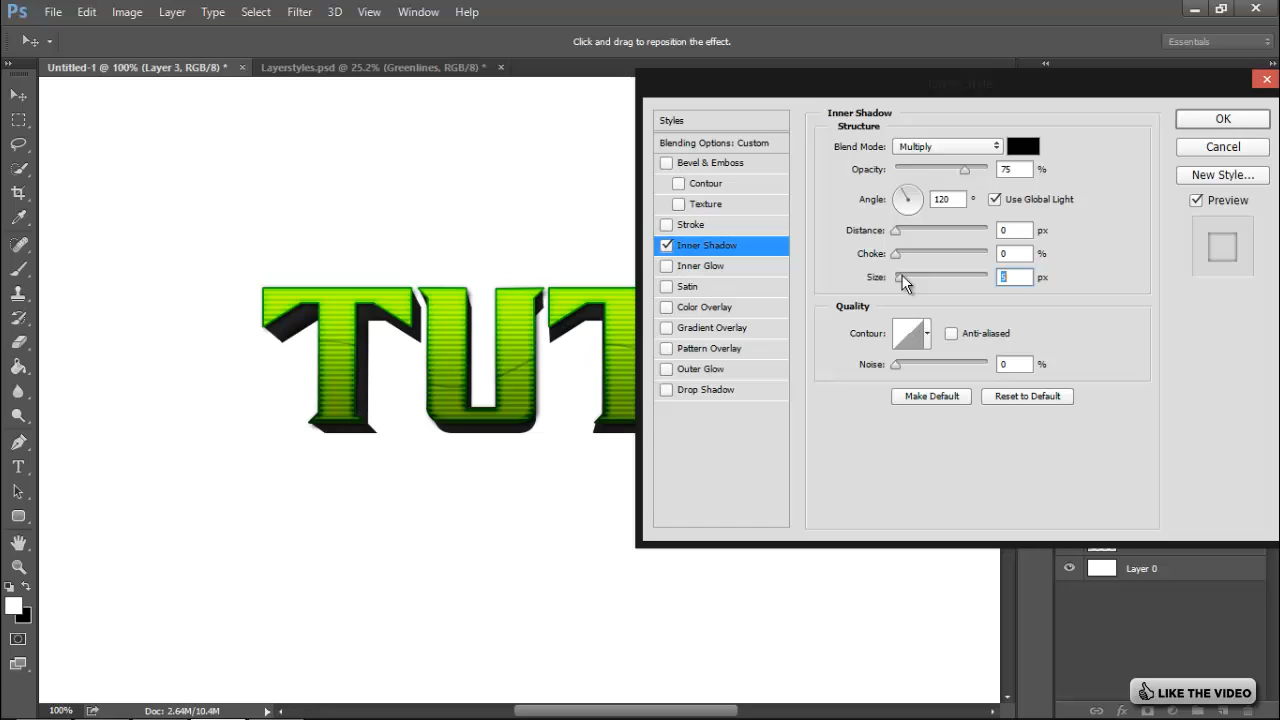 Ps File Edit Image Layer Type Select Filter 3D View Window Help
Click and drag to reposition the effect.
Essentials
Untitled-1 @ 100% (Layer 3, RGB/8) *
Layerstyles.psd @ 25.2% (Greenlines, RGB/8) *
Styles
Blending Options: Custom
Bevel & Emboss
Contour
Texture
Stroke
Inner Shadow
Inner Glow
Satin
Color Overlay
Gradient Overlay
Pattern Overlay
Outer Glow
Drop Shadow
Inner Shadow
Structure
Blend Mode: Multiply
Opacity: 75 %
Angle: 120 ° Use Global Light
Distance: 0 px
Choke: 0 %
Size: 5 px
Quality
Contour: Anti-aliased
Noise: 0 %
Make Default Reset to Default
OK
Cancel
New Style...
Preview
TUT
Layer 0
100% Doc: 2.64M/10.4M
LIKE THE VIDEO